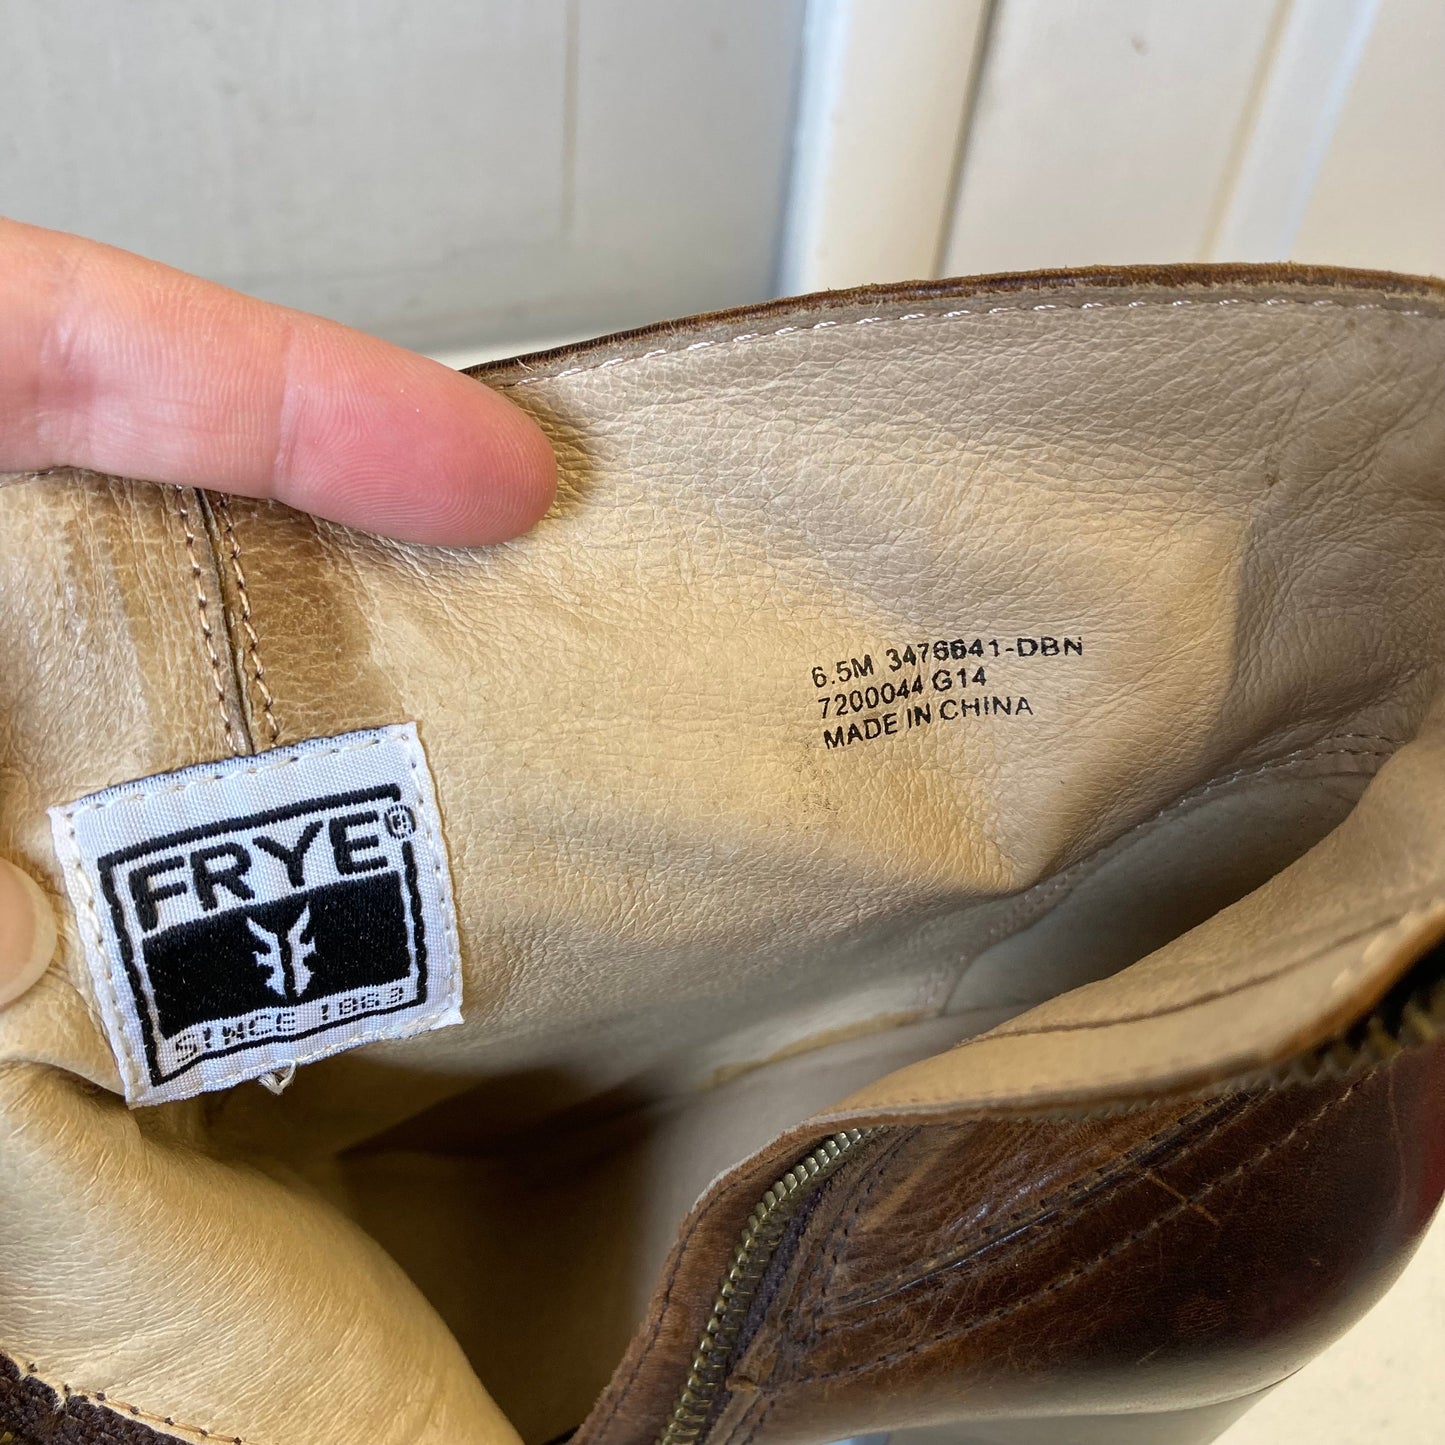 6.5M 3476641-DBN
7200044 G14
MADE IN CHINA
FRYE®
SINCE 1863